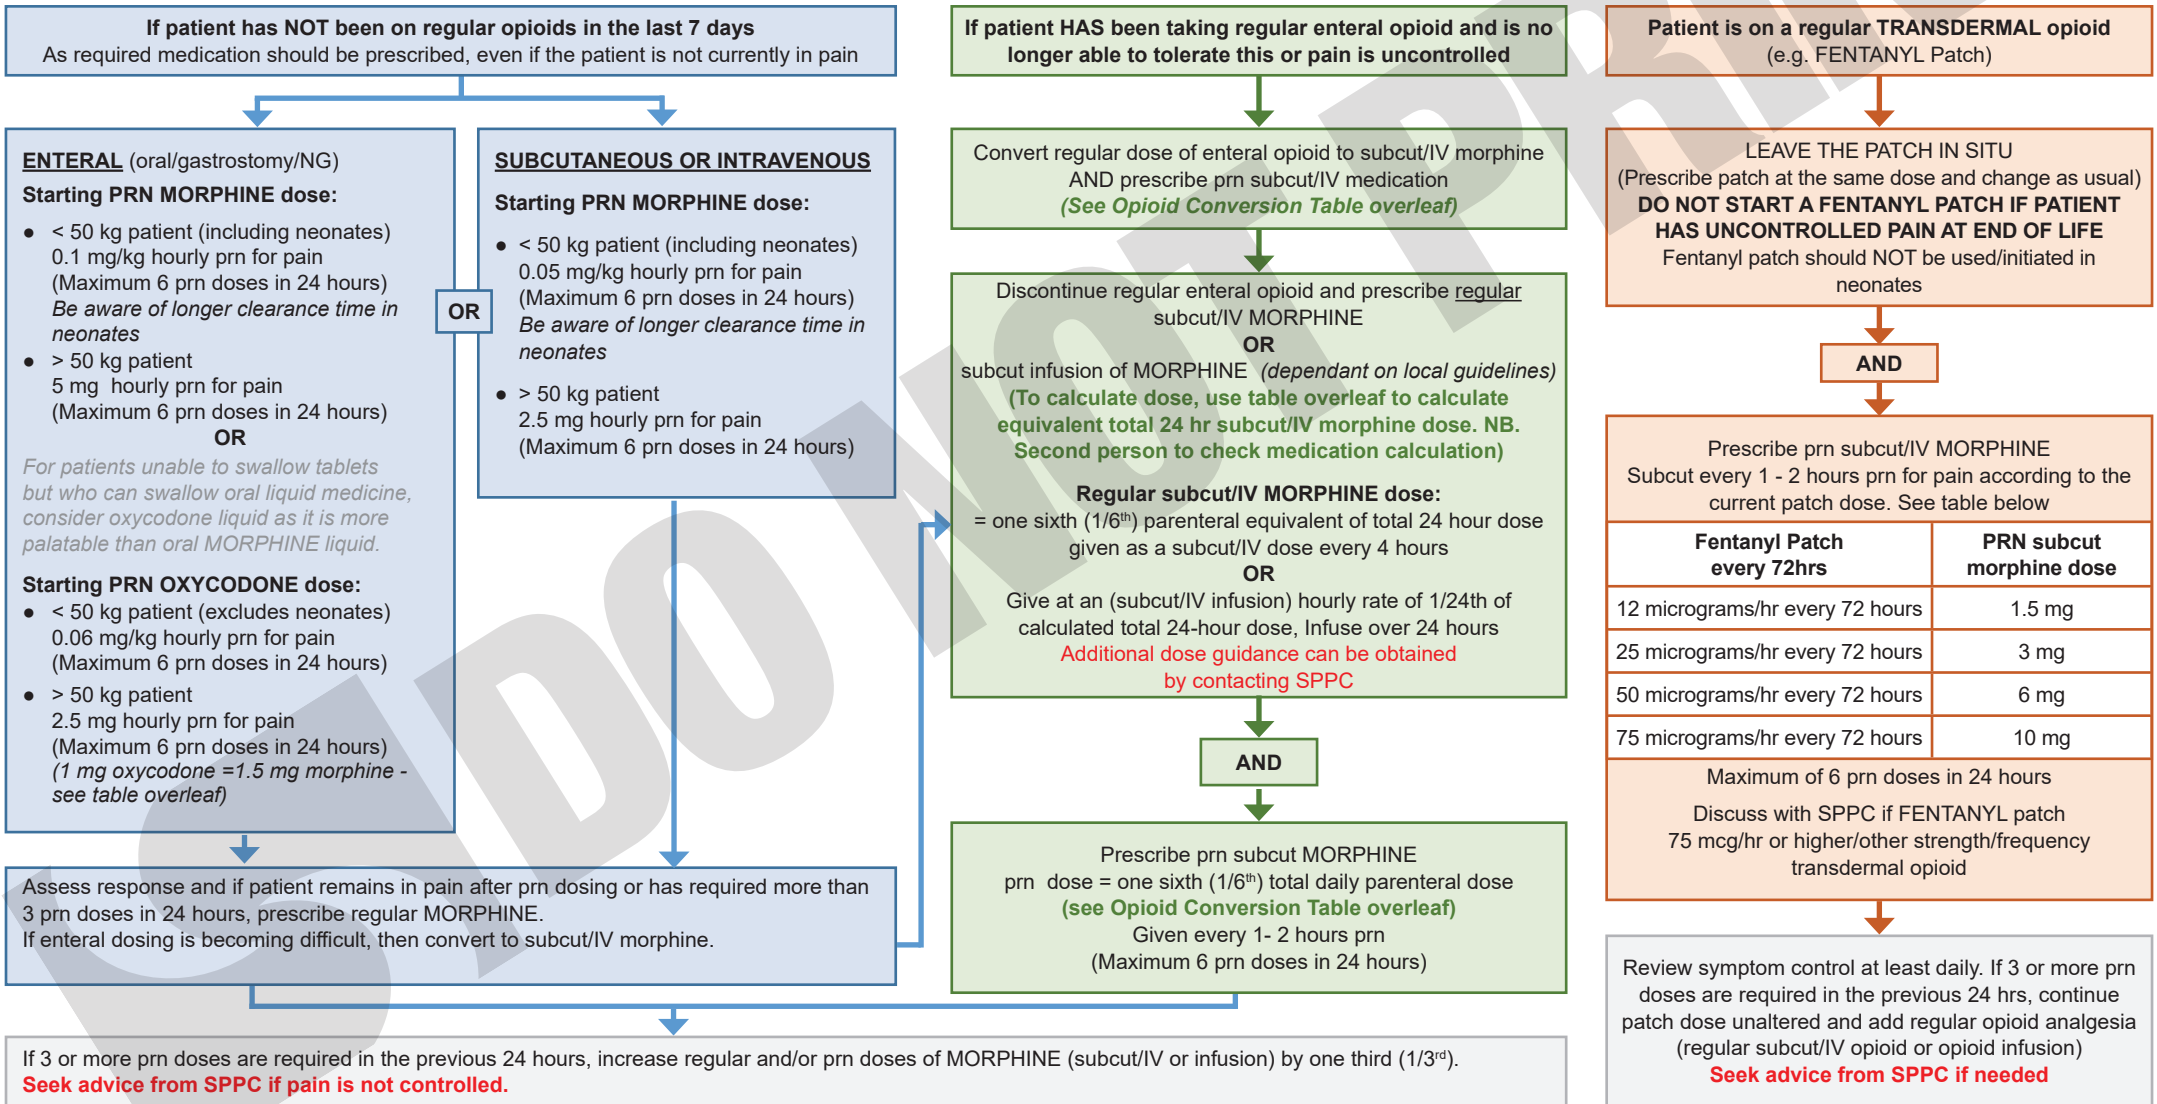 If patient has NOT been on regular opioids in the last 7 days
As required medication should be prescribed, even if the patient is not currently in pain
ENTERAL (oral/gastrostomy/NG)
Starting PRN MORPHINE dose:
● < 50 kg patient (including neonates)
0.1 mg/kg hourly prn for pain
(Maximum 6 prn doses in 24 hours)
Be aware of longer clearance time in
neonates
● > 50 kg patient
5 mg hourly prn for pain
(Maximum 6 prn doses in 24 hours)
OR
For patients unable to swallow tablets
but who can swallow oral liquid medicine,
consider oxycodone liquid as it is more
palatable than oral MORPHINE liquid.
Starting PRN OXYCODONE dose:
● < 50 kg patient (excludes neonates)
0.06 mg/kg hourly prn for pain
(Maximum 6 prn doses in 24 hours)
● > 50 kg patient
2.5 mg hourly prn for pain
(Maximum 6 prn doses in 24 hours)
(1 mg oxycodone =1.5 mg morphine -
see table overleaf)
OR
SUBCUTANEOUS OR INTRAVENOUS
Starting PRN MORPHINE dose:
● < 50 kg patient (including neonates)
0.05 mg/kg hourly prn for pain
(Maximum 6 prn doses in 24 hours)
Be aware of longer clearance time in
neonates
● > 50 kg patient
2.5 mg hourly prn for pain
(Maximum 6 prn doses in 24 hours)
Assess response and if patient remains in pain after prn dosing or has required more than
3 prn doses in 24 hours, prescribe regular MORPHINE.
If enteral dosing is becoming difficult, then convert to subcut/IV morphine.
If patient HAS been taking regular enteral opioid and is no
longer able to tolerate this or pain is uncontrolled
Convert regular dose of enteral opioid to subcut/IV morphine
AND prescribe prn subcut/IV medication
(See Opioid Conversion Table overleaf)
Discontinue regular enteral opioid and prescribe regular
subcut/IV MORPHINE
OR
subcut infusion of MORPHINE (dependant on local guidelines)
(To calculate dose, use table overleaf to calculate
equivalent total 24 hr subcut/IV morphine dose. NB.
Second person to check medication calculation)
Regular subcut/IV MORPHINE dose:
= one sixth (1/6th) parenteral equivalent of total 24 hour dose
given as a subcut/IV dose every 4 hours
OR
Give at an (subcut/IV infusion) hourly rate of 1/24th of
calculated total 24-hour dose, Infuse over 24 hours
Additional dose guidance can be obtained
by contacting SPPC
AND
Prescribe prn subcut MORPHINE
prn dose = one sixth (1/6th) total daily parenteral dose
(see Opioid Conversion Table overleaf)
Given every 1- 2 hours prn
(Maximum 6 prn doses in 24 hours)
If 3 or more prn doses are required in the previous 24 hours, increase regular and/or prn doses of MORPHINE (subcut/IV or infusion) by one third (1/3rd).
Seek advice from SPPC if pain is not controlled.
Patient is on a regular TRANSDERMAL opioid
(e.g. FENTANYL Patch)
LEAVE THE PATCH IN SITU
(Prescribe patch at the same dose and change as usual)
DO NOT START A FENTANYL PATCH IF PATIENT
HAS UNCONTROLLED PAIN AT END OF LIFE
Fentanyl patch should NOT be used/initiated in
neonates
AND
Prescribe prn subcut/IV MORPHINE
Subcut every 1 - 2 hours prn for pain according to the
current patch dose. See table below
Fentanyl Patch
every 72hrs
PRN subcut
morphine dose
12 micrograms/hr every 72 hours 1.5 mg
25 micrograms/hr every 72 hours 3 mg
50 micrograms/hr every 72 hours 6 mg
75 micrograms/hr every 72 hours 10 mg
Maximum of 6 prn doses in 24 hours
Discuss with SPPC if FENTANYL patch
75 mcg/hr or higher/other strength/frequency
transdermal opioid
Review symptom control at least daily. If 3 or more prn
doses are required in the previous 24 hrs, continue
patch dose unaltered and add regular opioid analgesia
(regular subcut/IV opioid or opioid infusion)
Seek advice from SPPC if needed
DO NOT